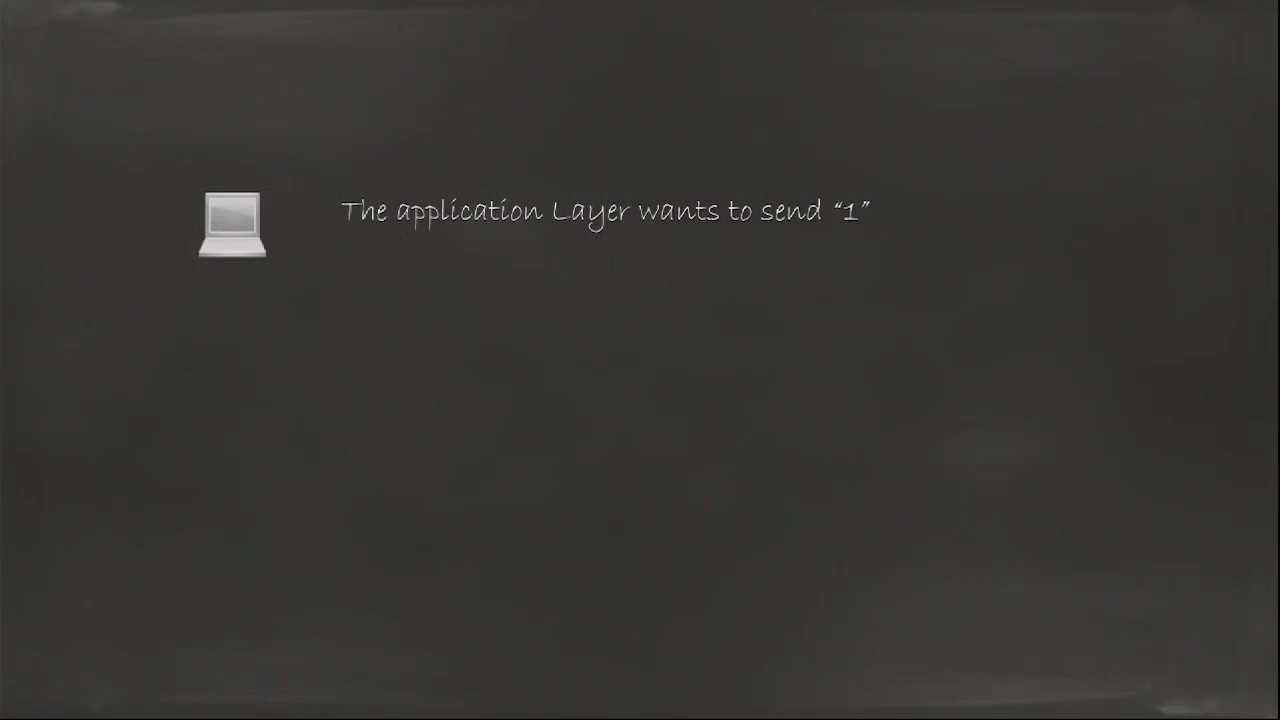 The application Layer wants to send “1”